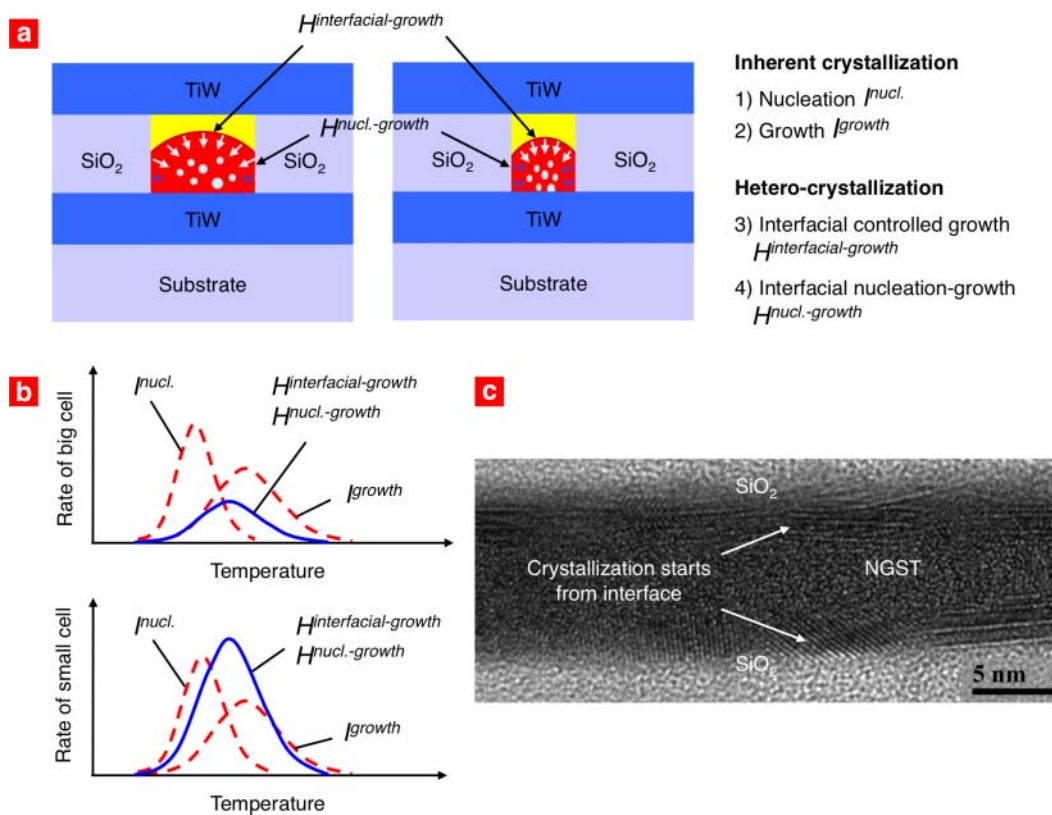 a
H^interfacial-growth
TiW
H^nucl.-growth
SiO₂
SiO₂
TiW
Substrate
TiW
SiO₂
SiO₂
TiW
Substrate
Inherent crystallization
1) Nucleation I^nucl.
2) Growth I^growth
Hetero-crystallization
3) Interfacial controlled growth
H^interfacial-growth
4) Interfacial nucleation-growth
H^nucl.-growth
b
Rate of big cell
I^nucl.
H^interfacial-growth
H^nucl.-growth
I^growth
Temperature
Rate of small cell
I^nucl.
H^interfacial-growth
H^nucl.-growth
I^growth
Temperature
c
SiO₂
Crystallization starts
from interface
NGST
SiO₂
5 nm